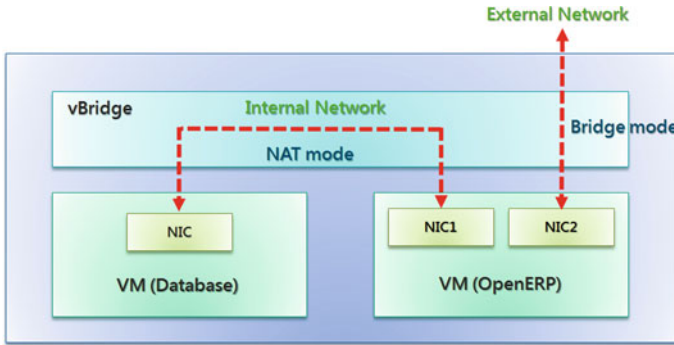 External Network
vBridge
Internal Network
Bridge mode
NAT mode
NIC
NIC1
NIC2
VM (Database)
VM (OpenERP)